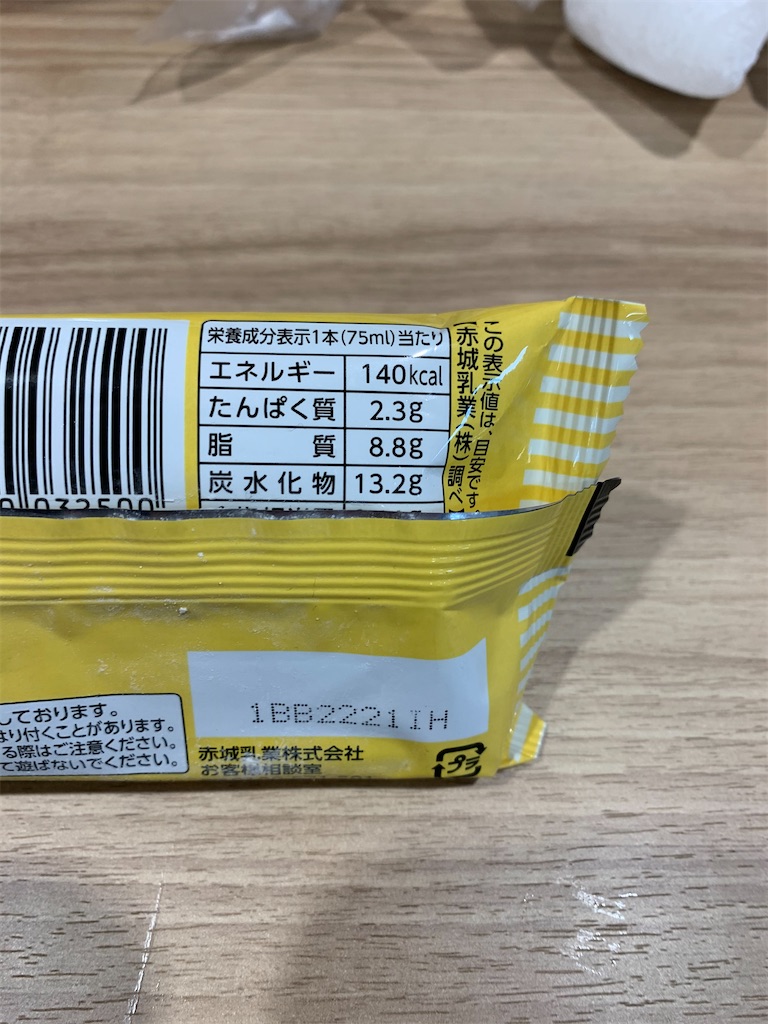 栄養成分表示1本(75ml)当たり
エネルギー 140kcal
たんぱく質 2.3g
脂質 8.8g
炭水化物 13.2g
この表示値は、目安です。
(赤城乳業(株)調べ)
032500
1BB2221IH
しております。
はり付くことがあります。
る際はご注意ください。
て遊ばないでください。
赤城乳業株式会社
お客様相談室
プラ